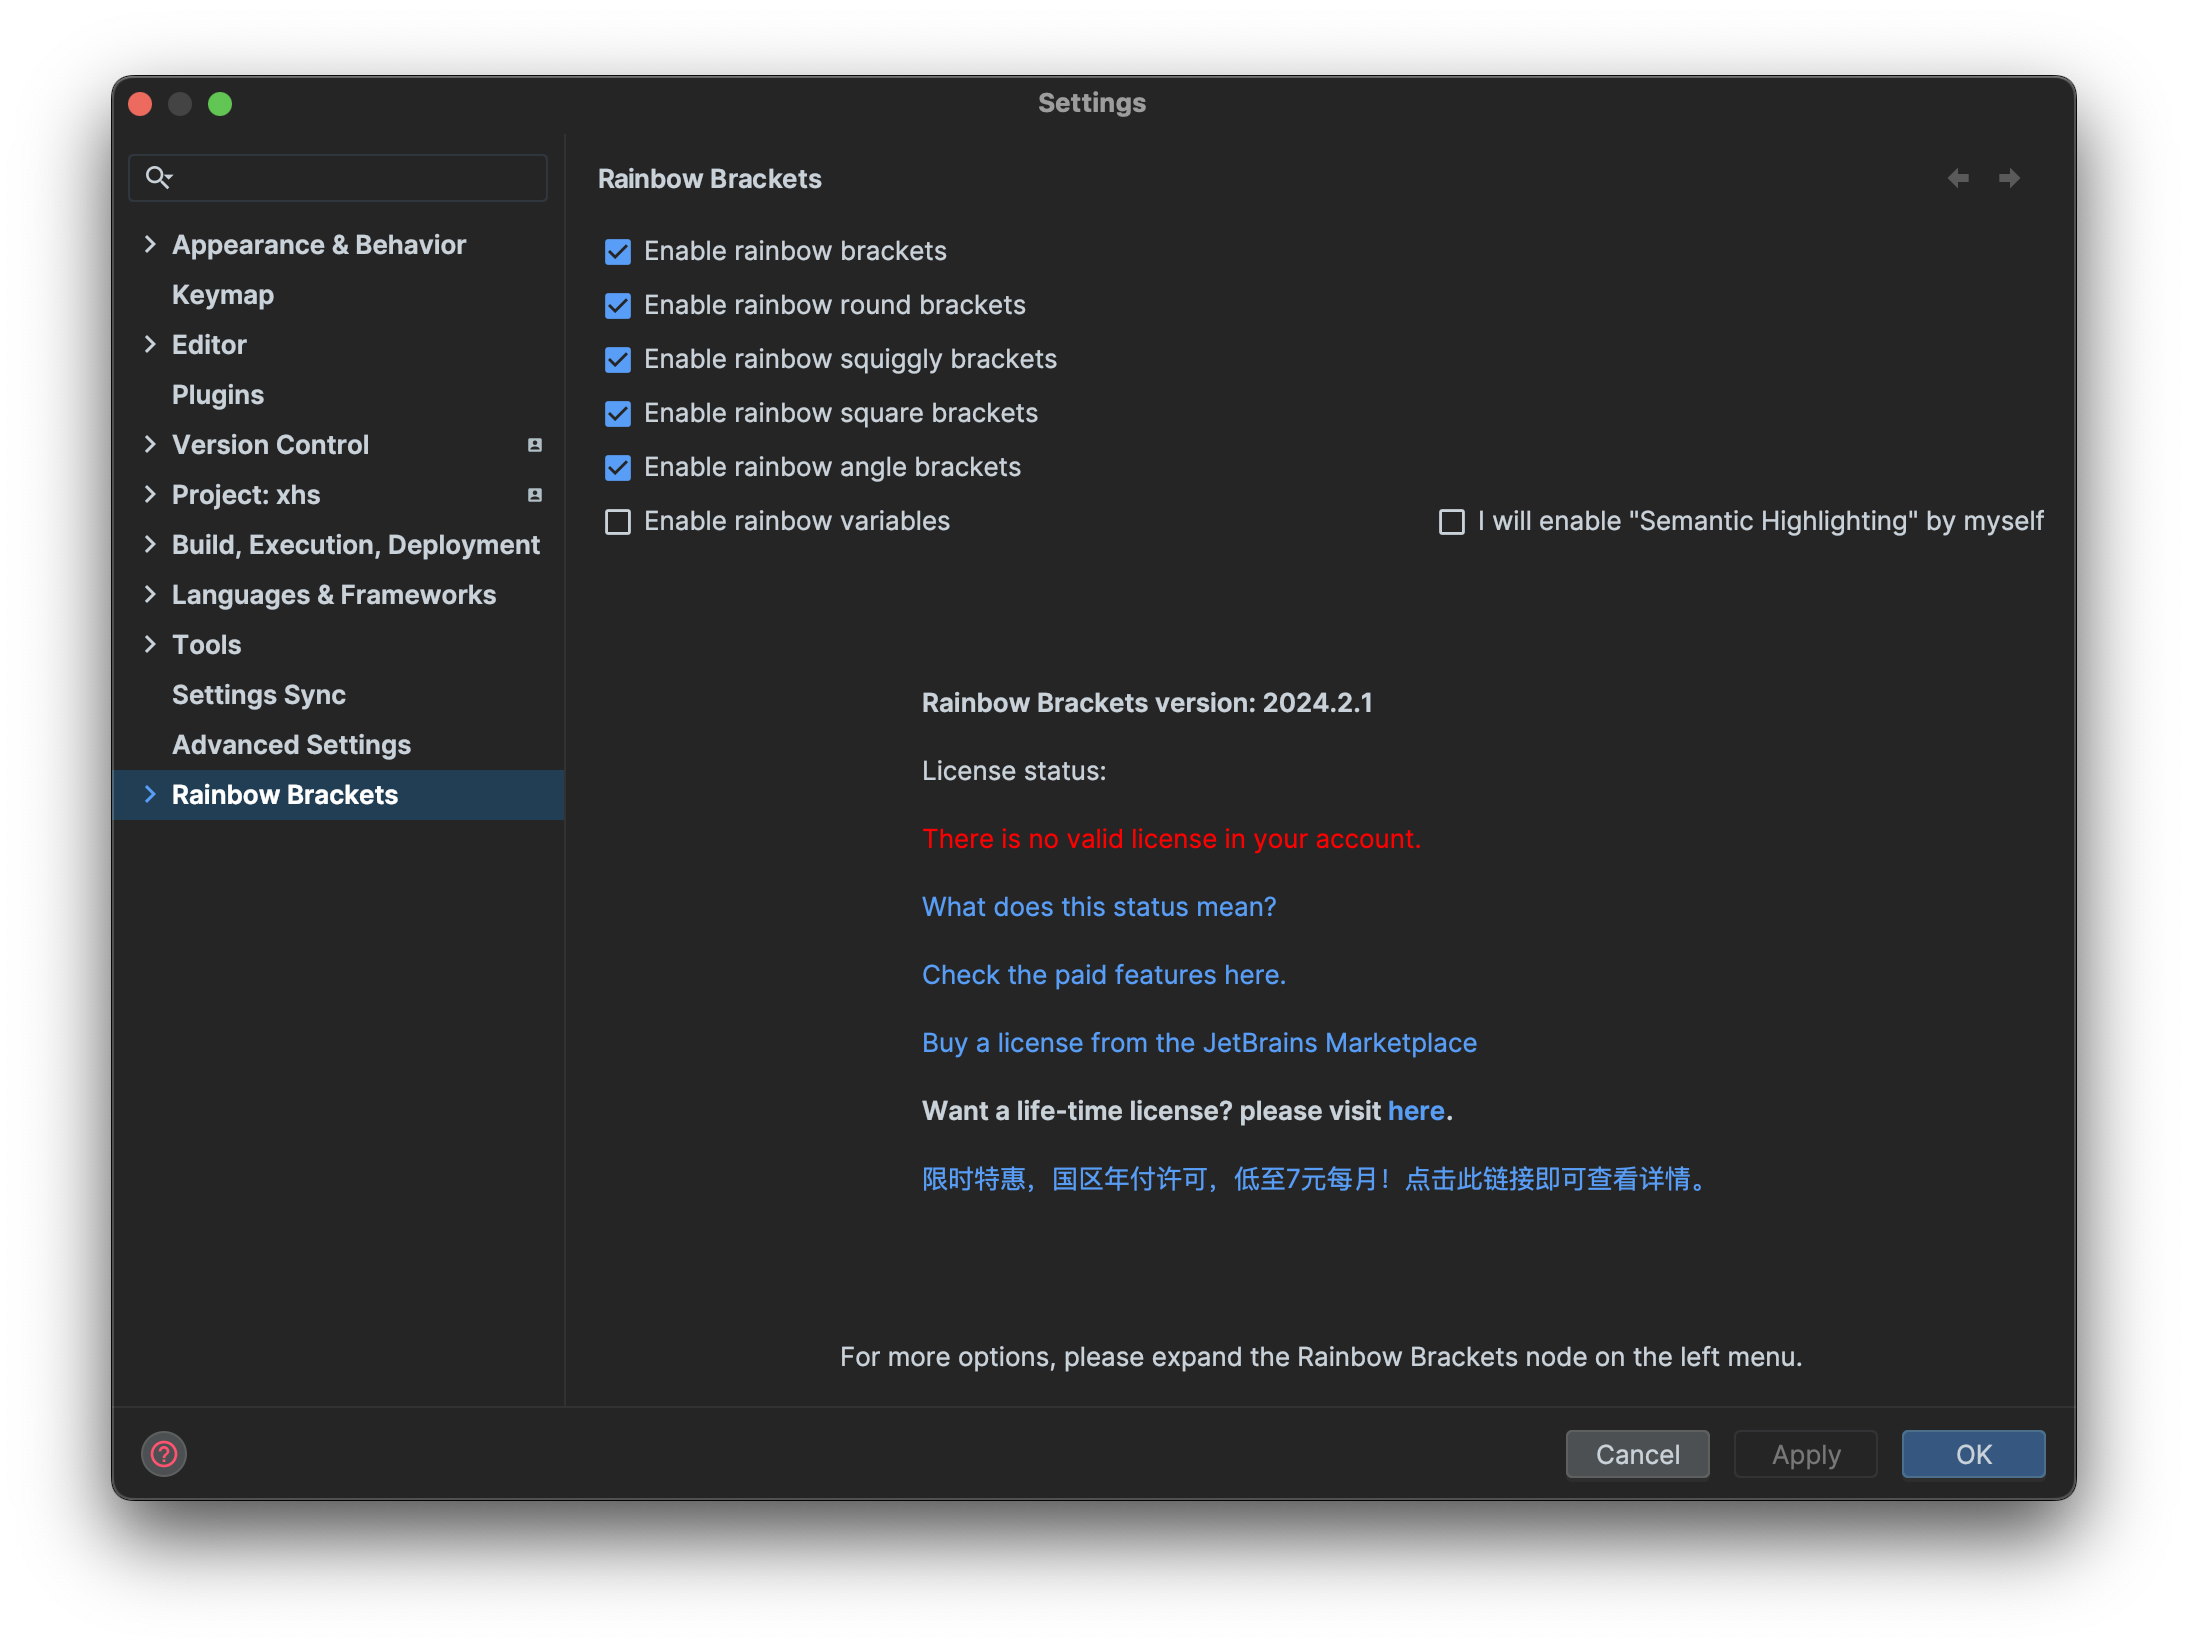 Settings
Appearance & Behavior
Keymap
Editor
Plugins
Version Control
Project: xhs
Build, Execution, Deployment
Languages & Frameworks
Tools
Settings Sync
Advanced Settings
Rainbow Brackets
Rainbow Brackets
Enable rainbow brackets
Enable rainbow round brackets
Enable rainbow squiggly brackets
Enable rainbow square brackets
Enable rainbow angle brackets
Enable rainbow variables
I will enable "Semantic Highlighting" by myself
Rainbow Brackets version: 2024.2.1
License status:
There is no valid license in your account.
What does this status mean?
Check the paid features here.
Buy a license from the JetBrains Marketplace
Want a life-time license? please visit here.
限时特惠，国区年付许可，低至7元每月！点击此链接即可查看详情。
For more options, please expand the Rainbow Brackets node on the left menu.
?
Cancel
Apply
OK